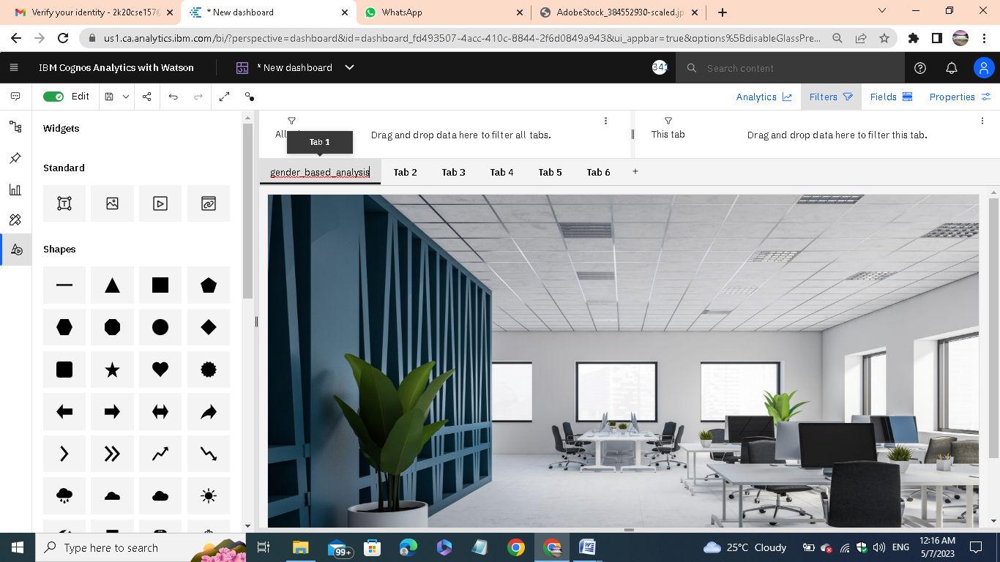 Verify your identity - 2k20cse157@
* New dashboard
WhatsApp
AdobeStock_384552930-scaled.jp
us1.ca.analytics.ibm.com/bi/?perspective=dashboard&id=dashboard_fd493507-4acc-410c-8844-2f6d0849a943&ui_appbar=true&options%5BdisableGlassPre...
IBM Cognos Analytics with Watson
* New dashboard
341
Search content
Edit
Analytics
Filters
Fields
Properties
Widgets
All
Drag and drop data here to filter all tabs.
This tab
Drag and drop data here to filter this tab.
Tab 1
Standard
gender_based_analysis
Tab 2
Tab 3
Tab 4
Tab 5
Tab 6
+
Shapes
Type here to search
99+
25°C Cloudy
ENG
12:16 AM
5/7/2023